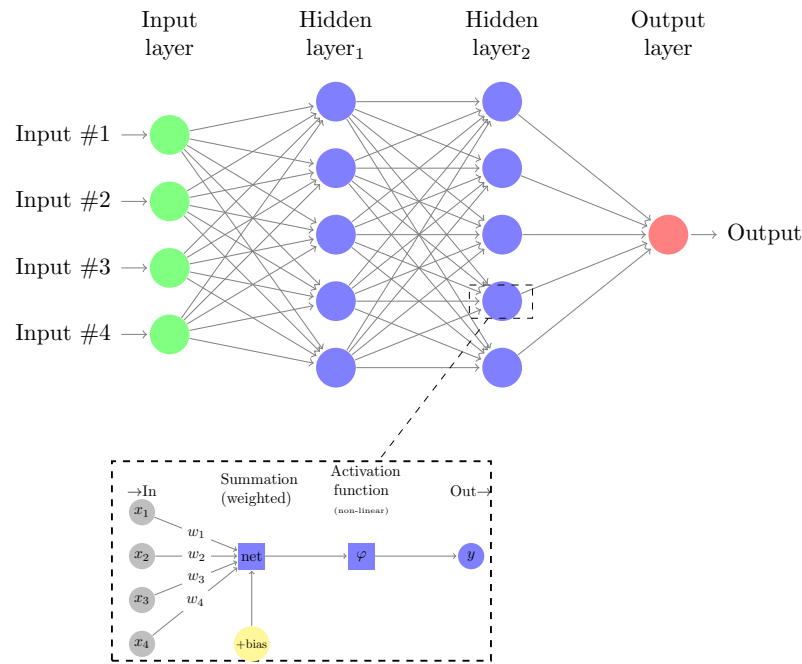 Input
layer
Hidden
layer₁
Hidden
layer₂
Output
layer
Input #1
Input #2
Input #3
Input #4
Output
→In
Summation
(weighted)
Activation
function
(non-linear)
Out→
x₁
x₂
x₃
x₄
w₁
w₂
w₃
w₄
net
φ
y
+bias